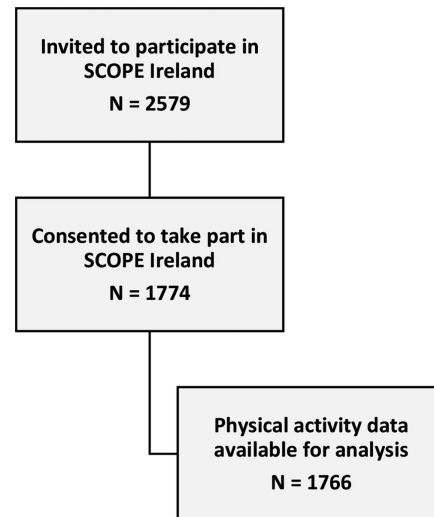 Invited to participate in
SCOPE Ireland
N = 2579
Consented to take part in
SCOPE Ireland
N = 1774
Physical activity data
available for analysis
N = 1766